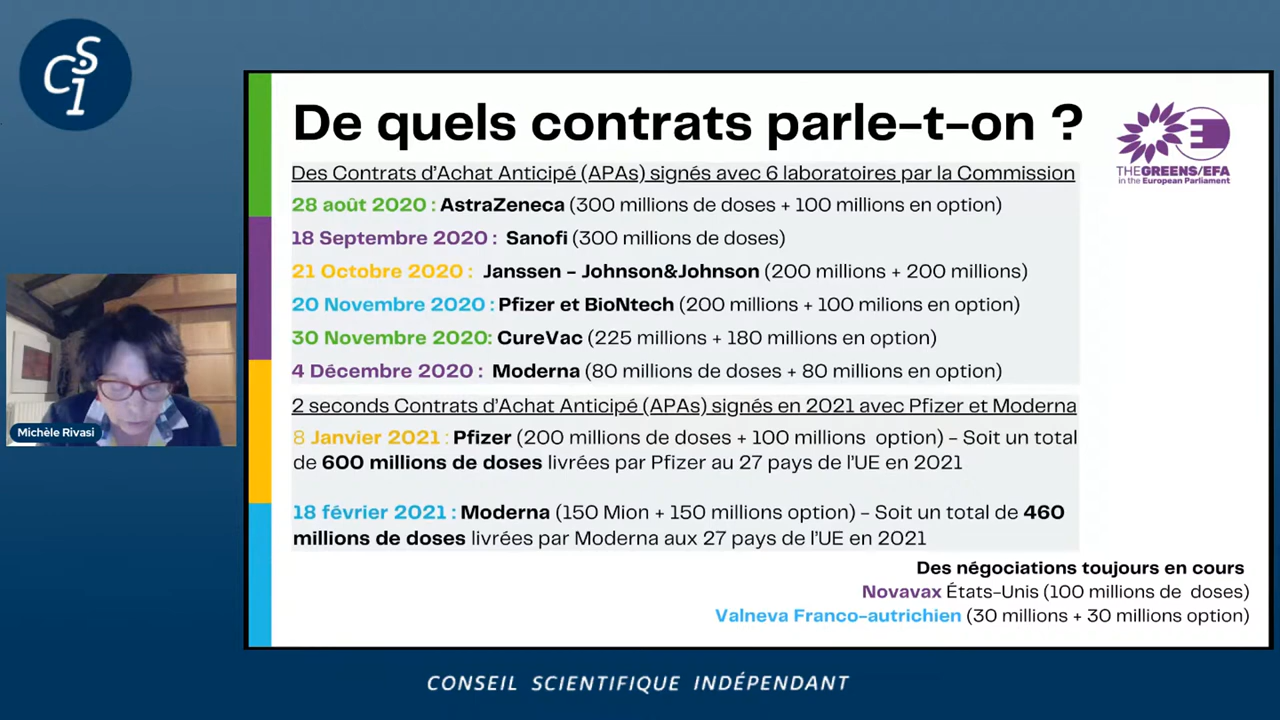 CSI
De quels contrats parle-t-on ?
THE GREENS/EFA
in the European Parliament
Des Contrats d'Achat Anticipé (APAs) signés avec 6 laboratoires par la Commission
28 août 2020 : AstraZeneca (300 millions de doses + 100 millions en option)
18 Septembre 2020 : Sanofi (300 millions de doses)
21 Octobre 2020 : Janssen - Johnson&Johnson (200 millions + 200 millions)
20 Novembre 2020 : Pfizer et BioNtech (200 millions + 100 milions en option)
30 Novembre 2020: CureVac (225 millions + 180 millions en option)
4 Décembre 2020 : Moderna (80 millions de doses + 80 millions en option)
2 seconds Contrats d'Achat Anticipé (APAs) signés en 2021 avec Pfizer et Moderna
8 Janvier 2021 : Pfizer (200 millions de doses + 100 millions option) - Soit un total
de 600 millions de doses livrées par Pfizer au 27 pays de l'UE en 2021
18 février 2021 : Moderna (150 Mion + 150 millions option) - Soit un total de 460
millions de doses livrées par Moderna aux 27 pays de l'UE en 2021
Des négociations toujours en cours
Novavax États-Unis (100 millions de doses)
Valneva Franco-autrichien (30 millions + 30 millions option)
Michèle Rivasi
CONSEIL SCIENTIFIQUE INDÉPENDANT